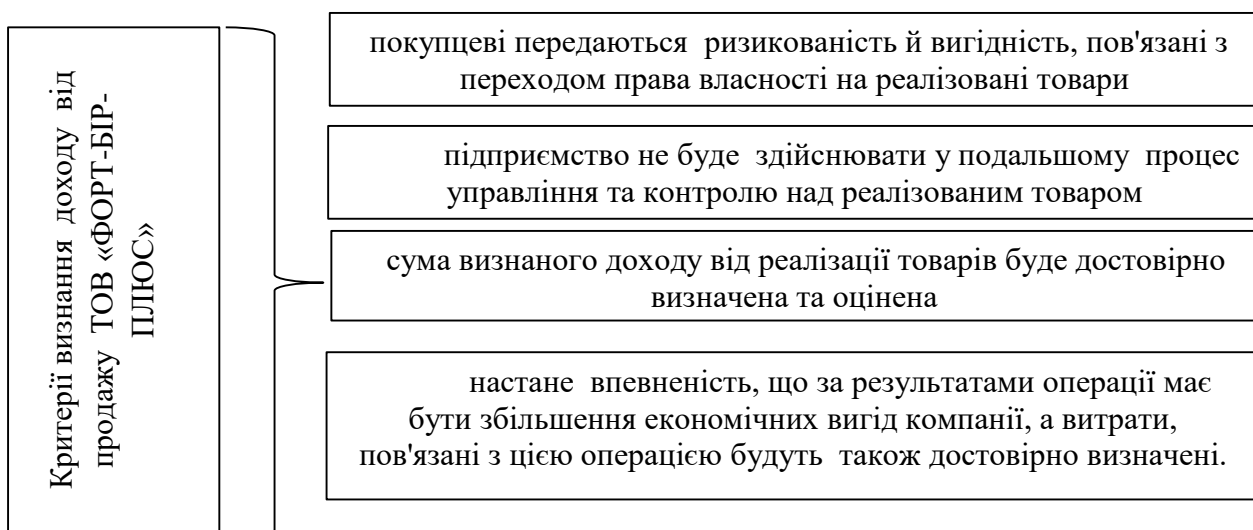 Критерії визнання доходу від
продажу ТОВ «ФОРТ-БІР-
ПЛЮС»
покупцеві передаються ризикованість й вигідність, пов'язані з
переходом права власності на реалізовані товари
підприємство не буде здійснювати у подальшому процес
управління та контролю над реалізованим товаром
сума визнаного доходу від реалізації товарів буде достовірно
визначена та оцінена
настане впевненість, що за результатами операції має
бути збільшення економічних вигід компанії, а витрати,
пов'язані з цією операцією будуть також достовірно визначені.